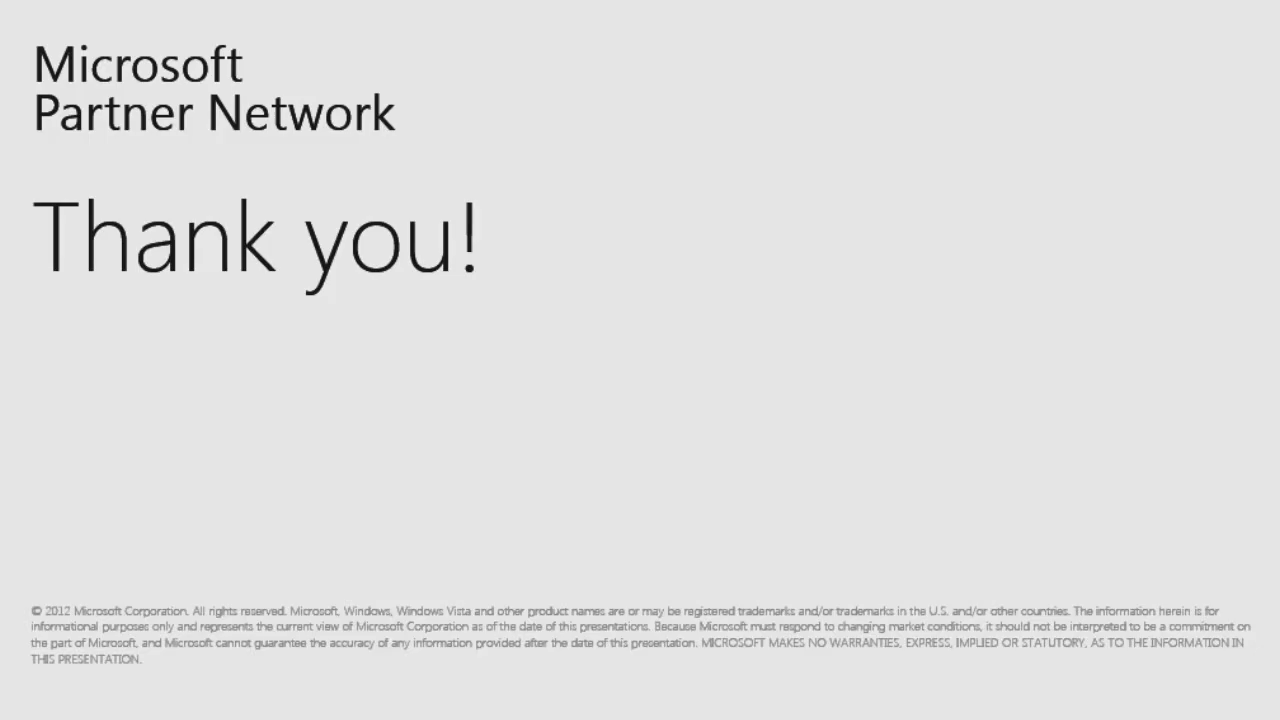 Microsoft
Partner Network
Thank you!
© 2012 Microsoft Corporation. All rights reserved. Microsoft, Windows, Windows Vista and other product names are or may be registered trademarks and/or trademarks in the U.S. and/or other countries. The information herein is for
informational purposes only and represents the current view of Microsoft Corporation as of the date of this presentations. Because Microsoft must respond to changing market conditions, it should not be interpreted to be a commitment on
the part of Microsoft, and Microsoft cannot guarantee the accuracy of any information provided after the date of this presentation. MICROSOFT MAKES NO WARRANTIES, EXPRESS, IMPLIED OR STATUTORY, AS TO THE INFORMATION IN
THIS PRESENTATION.